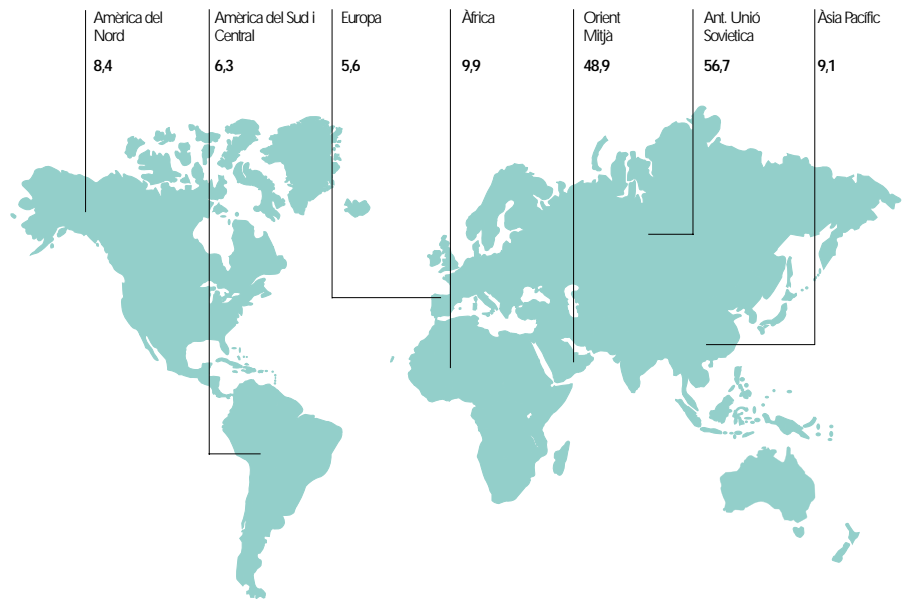 Amèrica del
Nord
8,4
Amèrica del Sud i
Central
6,3
Europa
5,6
Àfrica
9,9
Orient
Mitjà
48,9
Ant. Unió
Sovietica
56,7
Àsia Pacífic
9,1